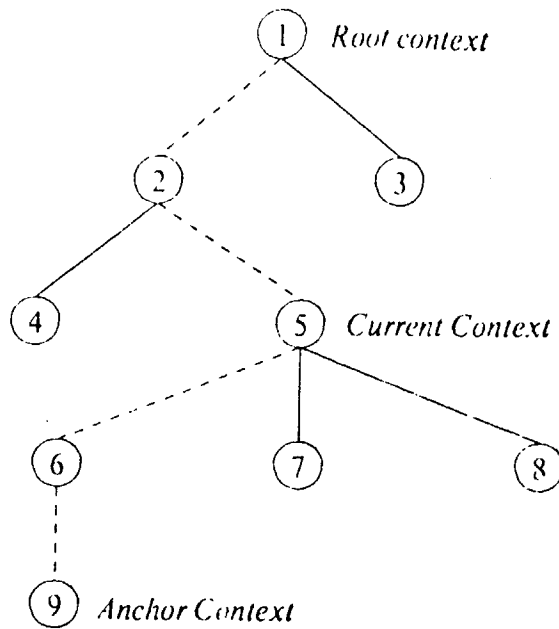 1 Root context
2 3
4 5 Current Context
6 7 8
9 Anchor Context